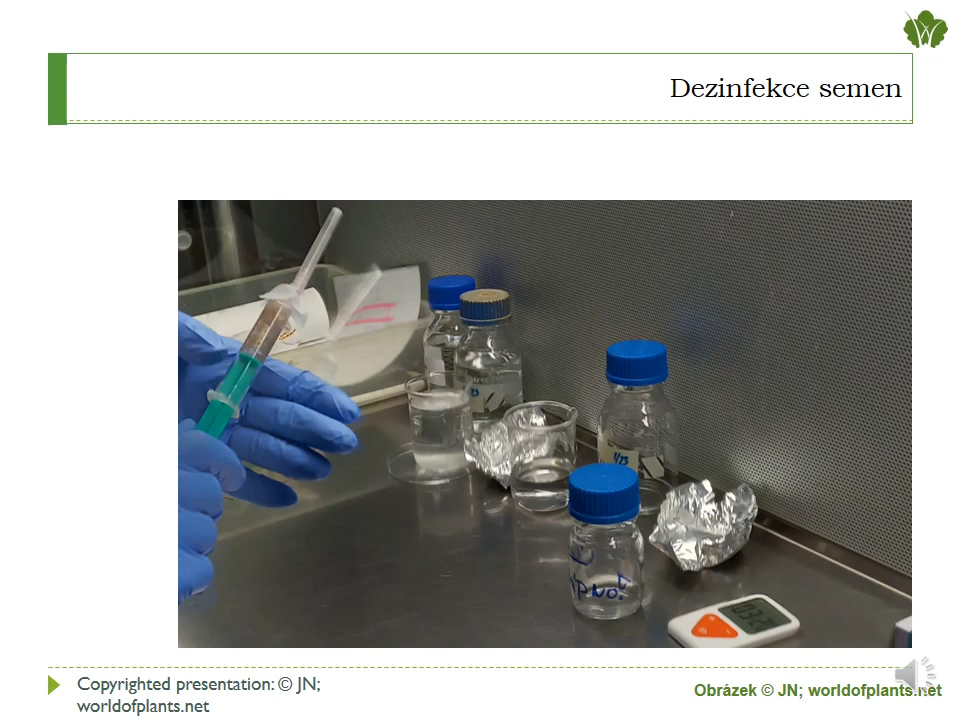 Dezinfekce semen
Copyrighted presentation: © JN;
worldofplants.net
Obrázek © JN; worldofplants.net